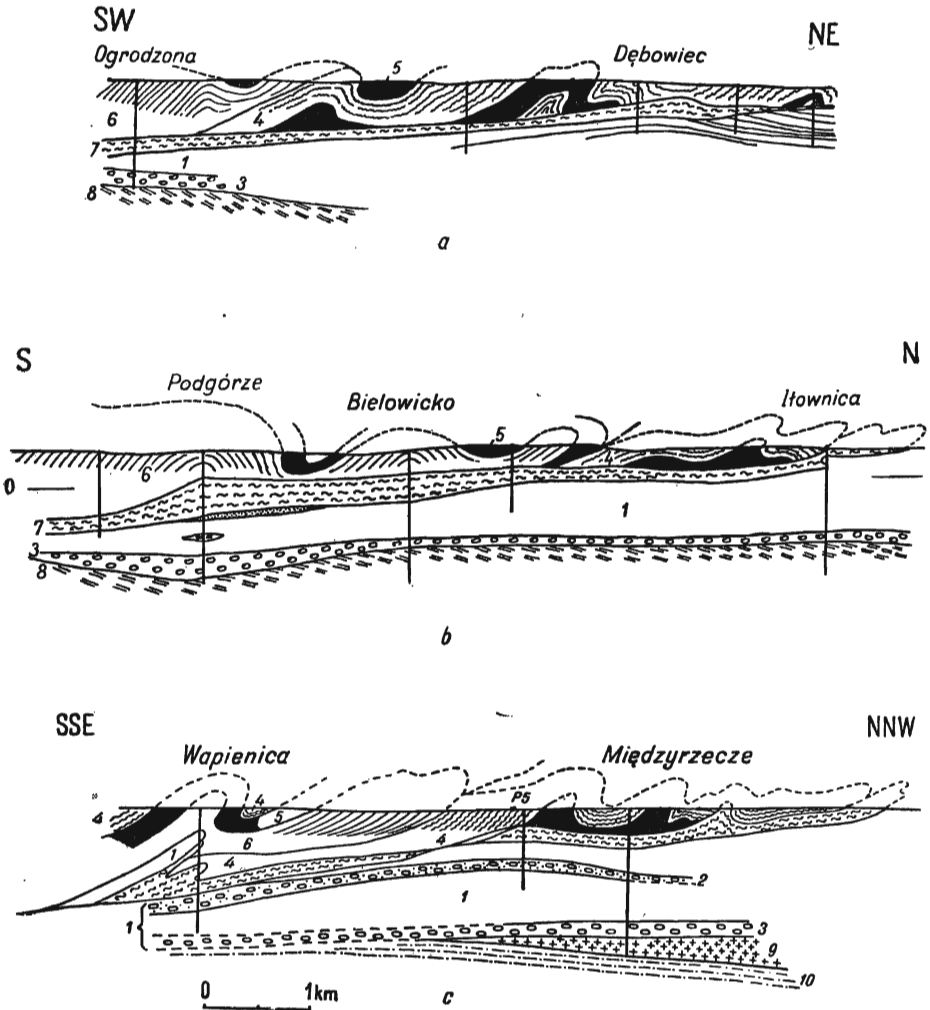 SW NE
Ogrodzona 5 Dębowiec
6 4
7
1
8 3
a
S N
Podgórze Bielowicko Iłownica
5
6 4
0
1
7
3
8
b
SSE NNW
Wapienica Międzyrzecze
4 4 P5
5
6
1 4 4
2
1
1 3
9
10
0 1km
c